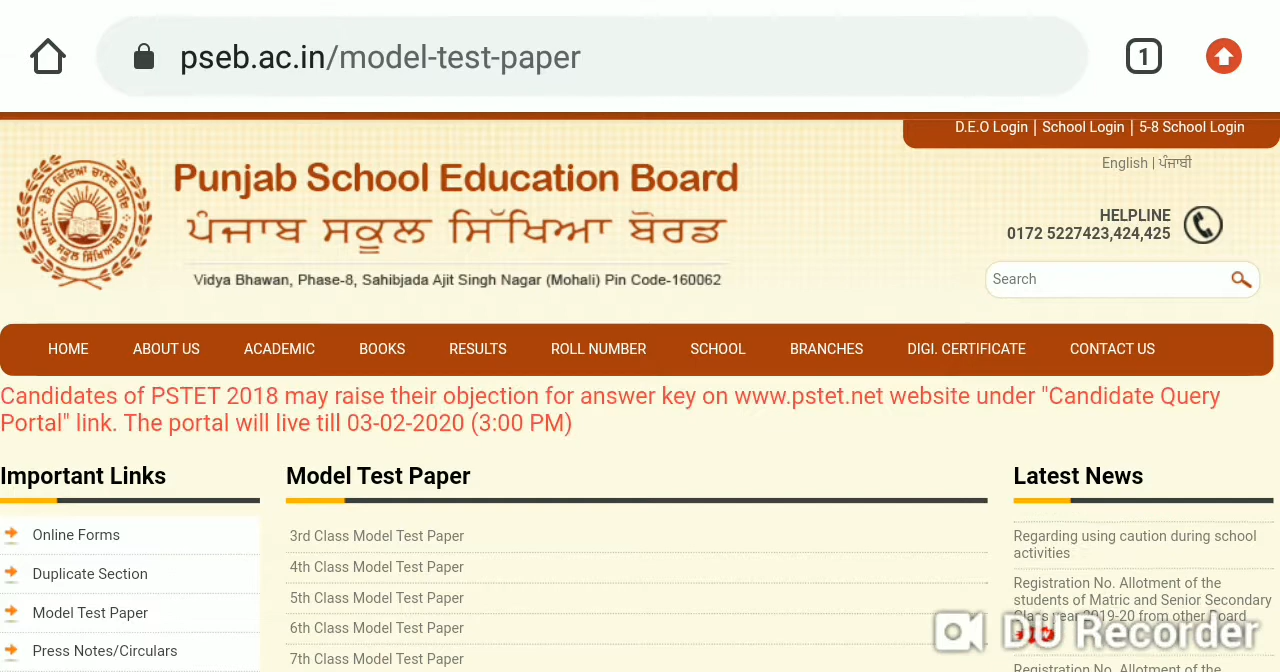 pseb.ac.in/model-test-paper
1
D.E.O Login | School Login | 5-8 School Login
English | ਪੰਜਾਬੀ
Punjab School Education Board
ਪੰਜਾਬ ਸਕੂਲ ਸਿੱਖਿਆ ਬੋਰਡ
Vidya Bhawan, Phase-8, Sahibjada Ajit Singh Nagar (Mohali) Pin Code-160062
HELPLINE
0172 5227423,424,425
Search
HOME ABOUT US ACADEMIC BOOKS RESULTS ROLL NUMBER SCHOOL BRANCHES DIGI. CERTIFICATE CONTACT US
Candidates of PSTET 2018 may raise their objection for answer key on www.pstet.net website under "Candidate Query
Portal" link. The portal will live till 03-02-2020 (3:00 PM)
Important Links
Online Forms
Duplicate Section
Model Test Paper
Press Notes/Circulars
Model Test Paper
3rd Class Model Test Paper
4th Class Model Test Paper
5th Class Model Test Paper
6th Class Model Test Paper
7th Class Model Test Paper
Latest News
Regarding using caution during school
activities
Registration No. Allotment of the
students of Matric and Senior Secondary
Class year 2019-20 from other Board
Registration No. Allotment of the
DU Recorder